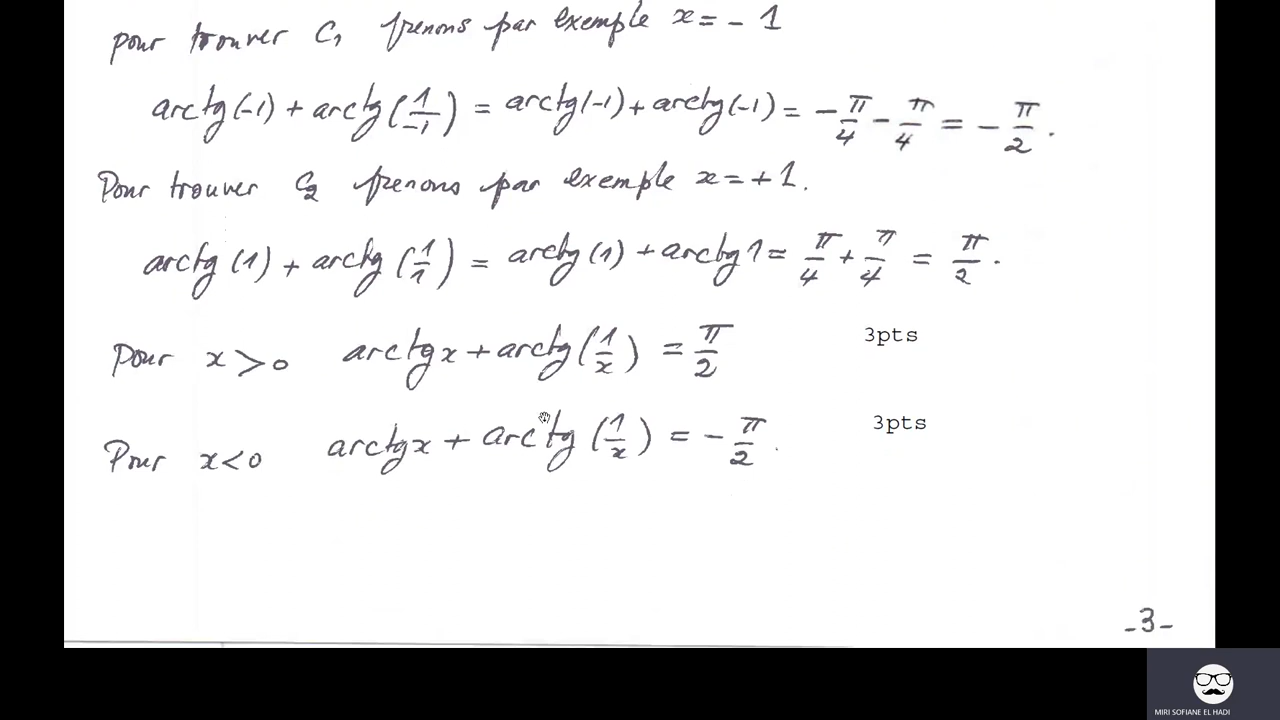 pour trouver C₁ prenons par exemple x = - 1
arctg(-1) + arctg(1/-1) = arctg(-1) + arctg(-1) = - π/4 - π/4 = - π/2.
Pour trouver C₂ prenons par exemple x = + 1.
arctg (1) + arctg (1/1) = arctg (1) + arctg 1 = π/4 + π/4 = π/2.
Pour x > 0 arctg x + arctg (1/x) = π/2 3pts
Pour x < 0 arctg x + arctg (1/x) = - π/2. 3pts
-3-
MIRI SOFIANE EL HADI